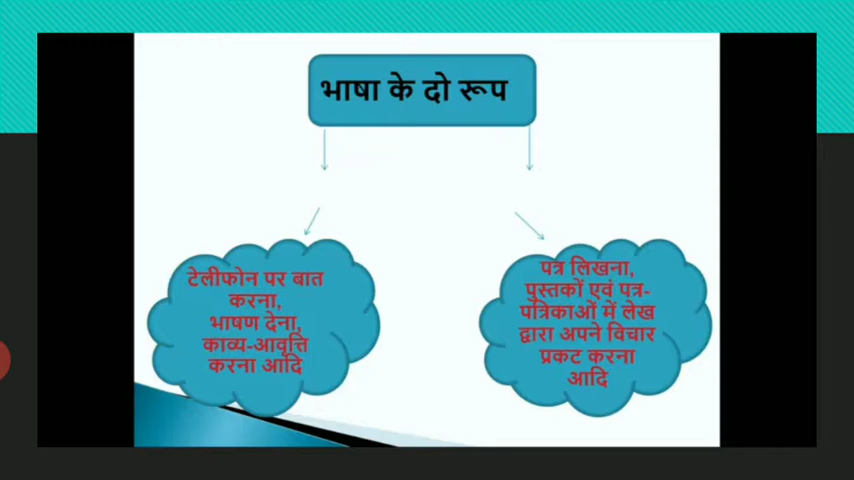 भाषा के दो रूप
टेलीफोन पर बात
करना,
भाषण देना,
काव्य-आवृत्ति
करना आदि
पत्र लिखना,
पुस्तकों एवं पत्र-
पत्रिकाओं में लेख
द्वारा अपने विचार
प्रकट करना
आदि